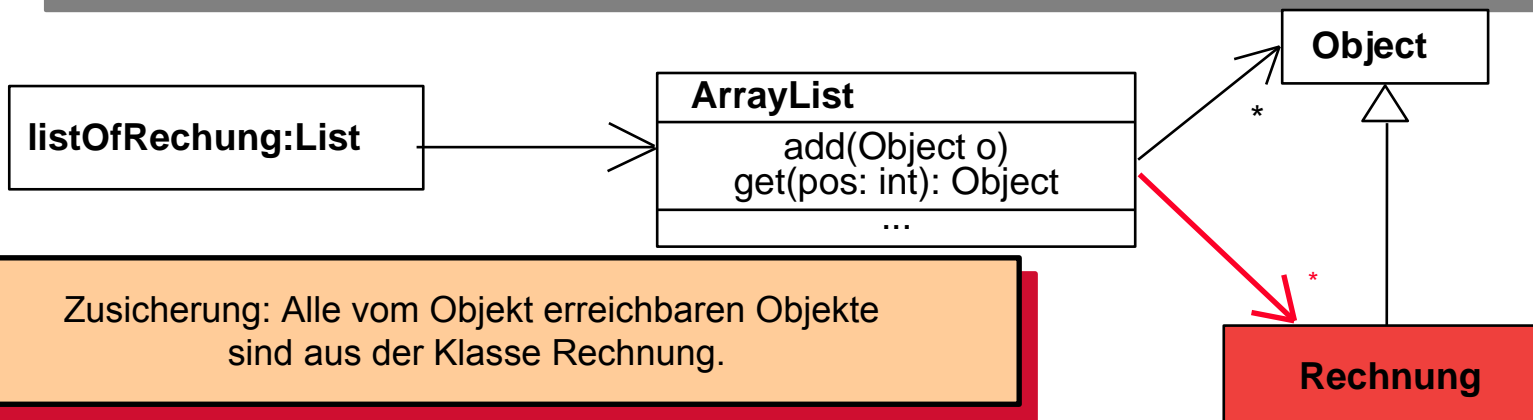 Object
*
listOfRechung:List
ArrayList
add(Object o)
get(pos: int): Object
...
*
Zusicherung: Alle vom Objekt erreichbaren Objekte
sind aus der Klasse Rechnung.
Rechnung